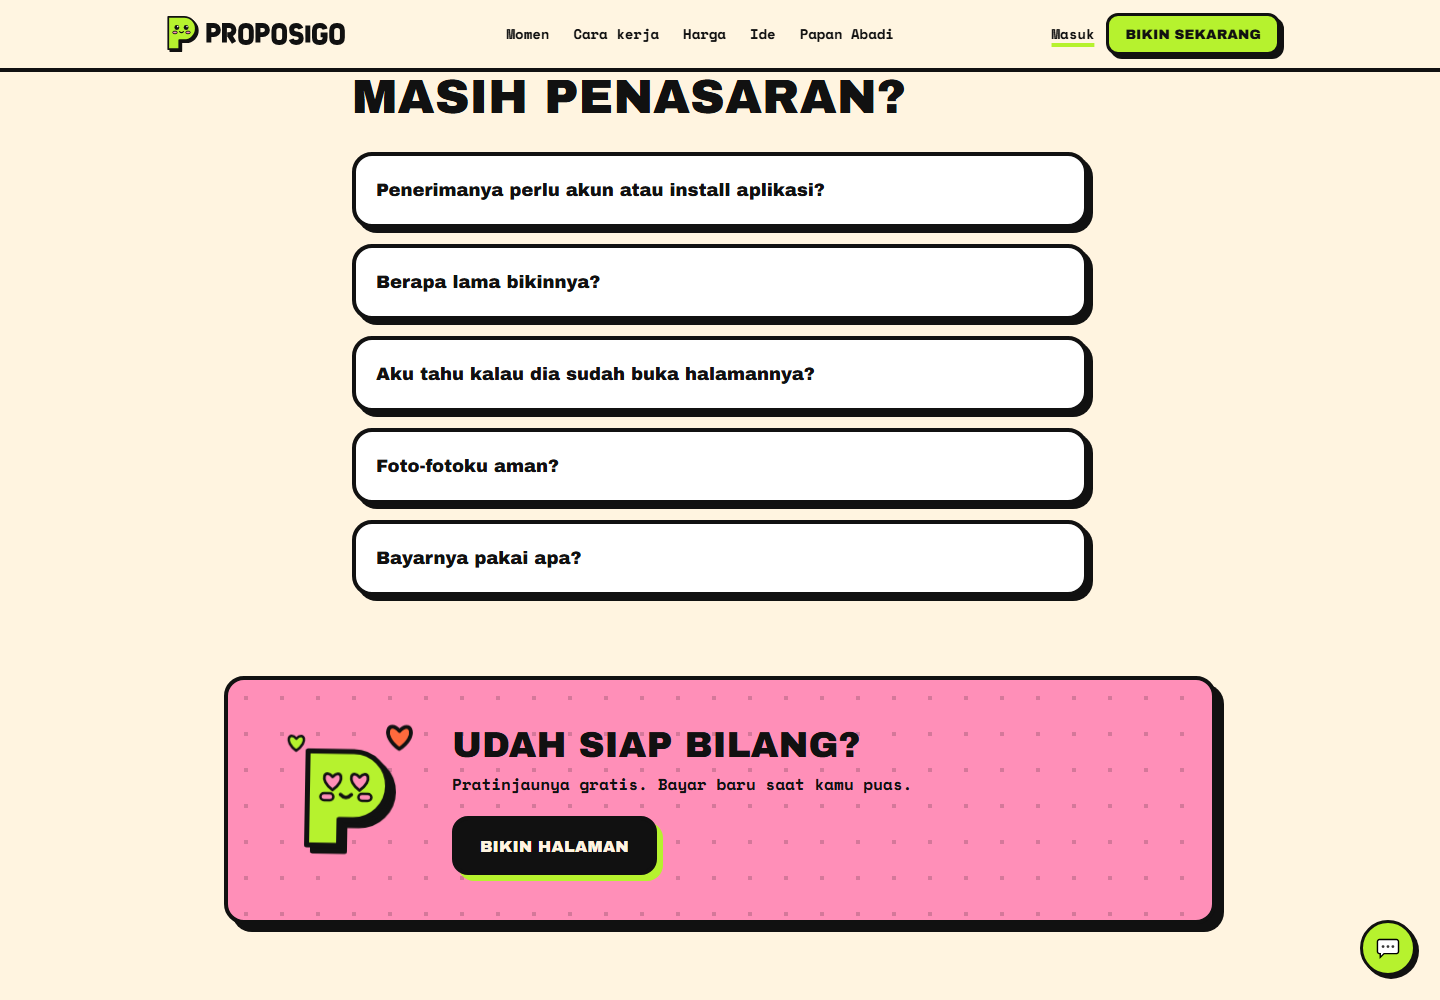 PROPOSIGO
Momen
Cara kerja
Harga
Ide
Papan Abadi
Masuk
BIKIN SEKARANG
MASIH PENASARAN?
Penerimanya perlu akun atau install aplikasi?
Berapa lama bikinnya?
Aku tahu kalau dia sudah buka halamannya?
Foto-fotoku aman?
Bayarnya pakai apa?
UDAH SIAP BILANG?
Pratinjaunya gratis. Bayar baru saat kamu puas.
BIKIN HALAMAN